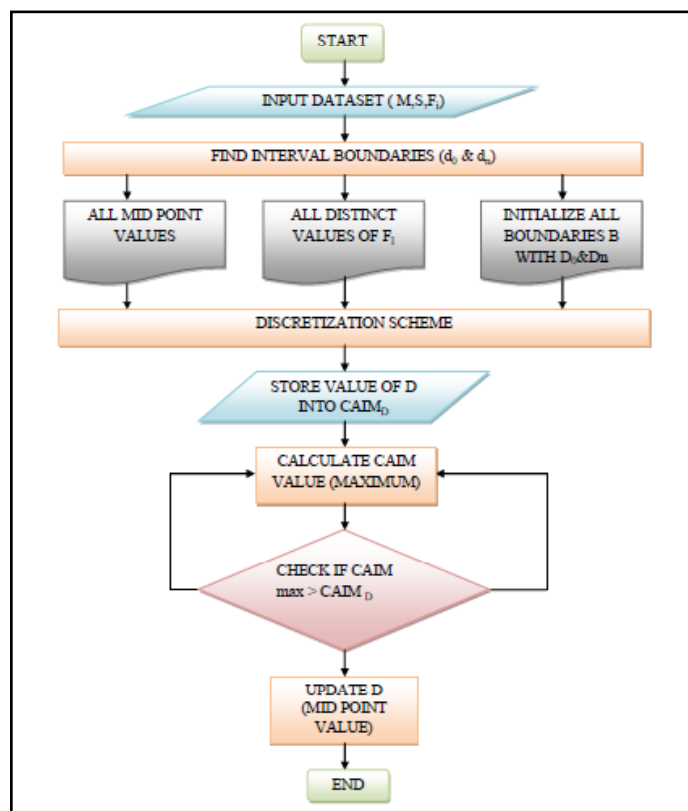 START
INPUT DATASET ( M,S,Fᵢ)
FIND INTERVAL BOUNDARIES (d₀ & dₙ)
ALL MID POINT
VALUES
ALL DISTINCT
VALUES OF Fᵢ
INITIALIZE ALL
BOUNDARIES B
WITH D₀&Dn
DISCRETIZATION SCHEME
STORE VALUE OF D
INTO CAIM_D
CALCULATE CAIM
VALUE (MAXIMUM)
CHECK IF CAIM
max > CAIM _D
UPDATE D
(MID POINT
VALUE)
END